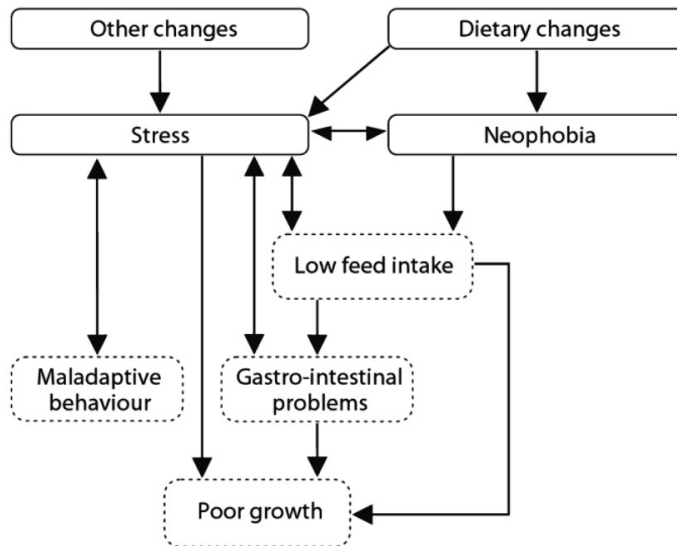 Other changes
Dietary changes
Stress
Neophobia
Low feed intake
Maladaptive
behaviour
Gastro-intestinal
problems
Poor growth